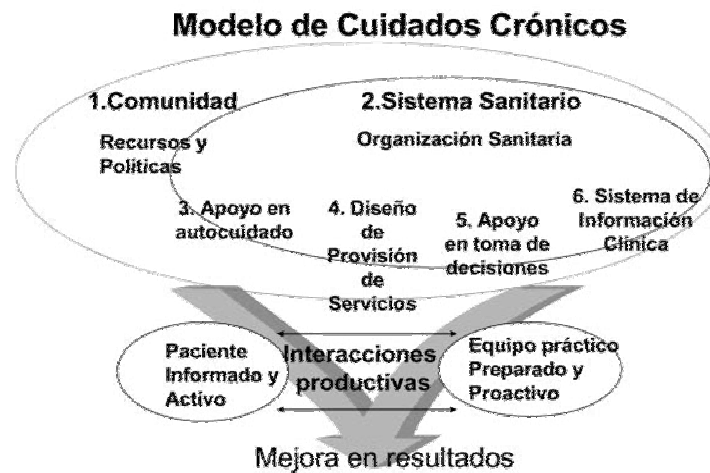 Modelo de Cuidados Crónicos
1.Comunidad
Recursos y
Políticas
2.Sistema Sanitario
Organización Sanitaria
3. Apoyo en
autocuidado
4. Diseño
de
Provisión
de
Servicios
5. Apoyo
en toma de
decisiones
6. Sistema de
Información
Clínica
Paciente
Informado y
Activo
Interacciones
productivas
Equipo práctico
Preparado y
Proactivo
Mejora en resultados